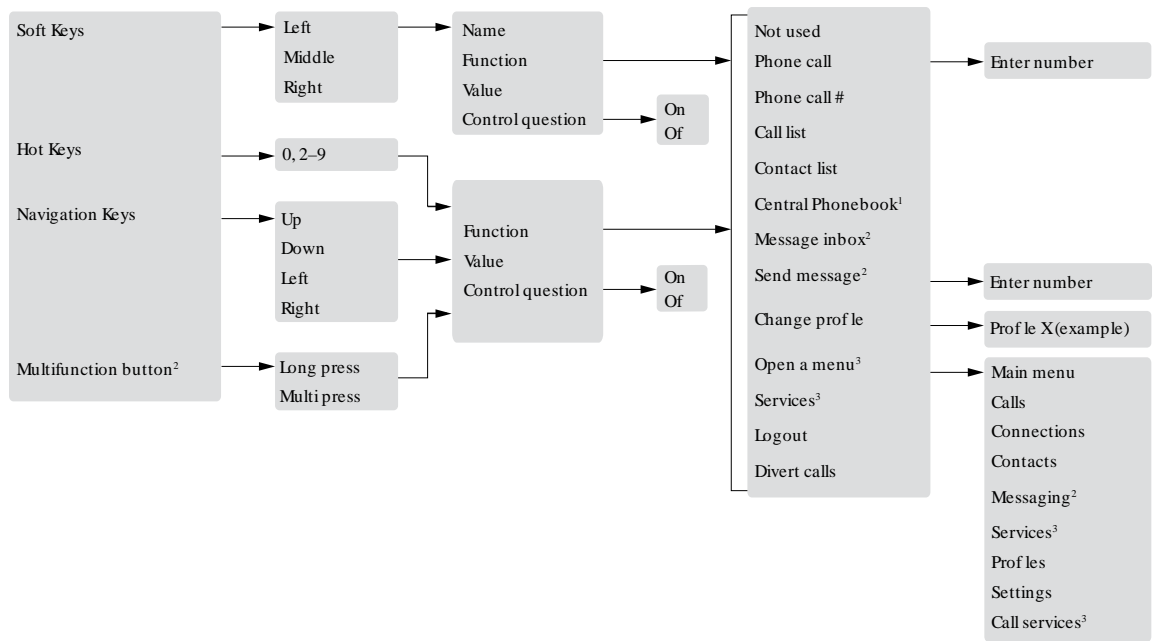 Soft Keys
Hot Keys
Navigation Keys
Multifunction button²
Left
Middle
Right
0, 2–9
Up
Down
Left
Right
Long press
Multi press
Name
Function
Value
Control question
On
Of
Function
Value
Control question
On
Of
Not used
Phone call
Phone call #
Call list
Contact list
Central Phonebook¹
Message inbox²
Send message²
Change prof le
Open a menu³
Services³
Logout
Divert calls
Enter number
Enter number
Prof le X(example)
Main menu
Calls
Connections
Contacts
Messaging²
Services³
Prof les
Settings
Call services³